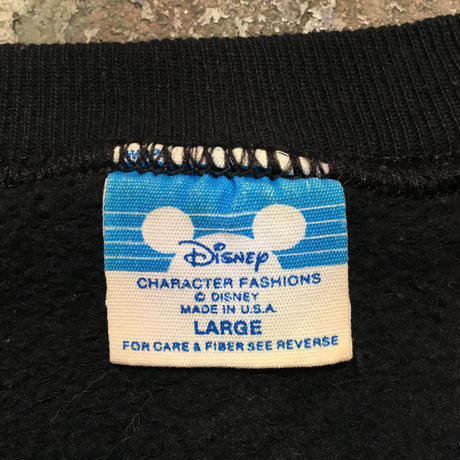 Disney
CHARACTER FASHIONS
© DISNEY
MADE IN U.S.A.
LARGE
FOR CARE & FIBER SEE REVERSE